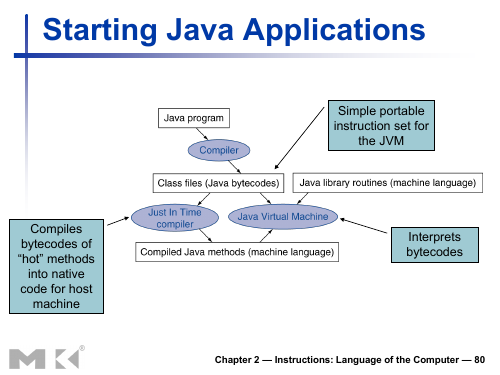 Starting Java Applications
Java program
Compiler
Simple portable
instruction set for
the JVM
Class files (Java bytecodes)
Java library routines (machine language)
Just In Time
compiler
Java Virtual Machine
Compiled Java methods (machine language)
Compiles
bytecodes of
“hot” methods
into native
code for host
machine
Interprets
bytecodes
MK®
Chapter 2 — Instructions: Language of the Computer — 80